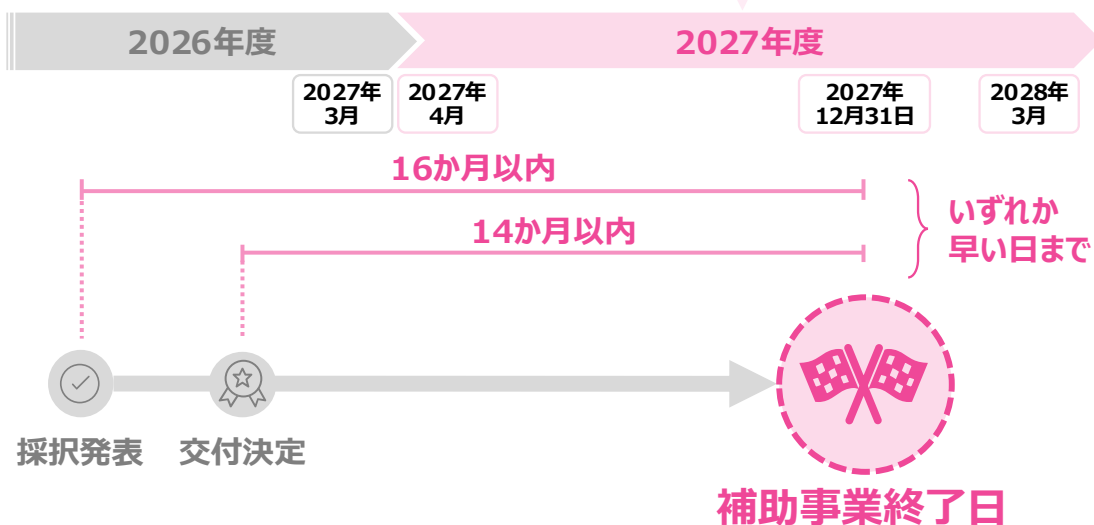 2026年度
2027年度
2027年
3月
2027年
4月
2027年
12月31日
2028年
3月
16か月以内
14か月以内
いずれか
早い日まで
採択発表
交付決定
補助事業終了日